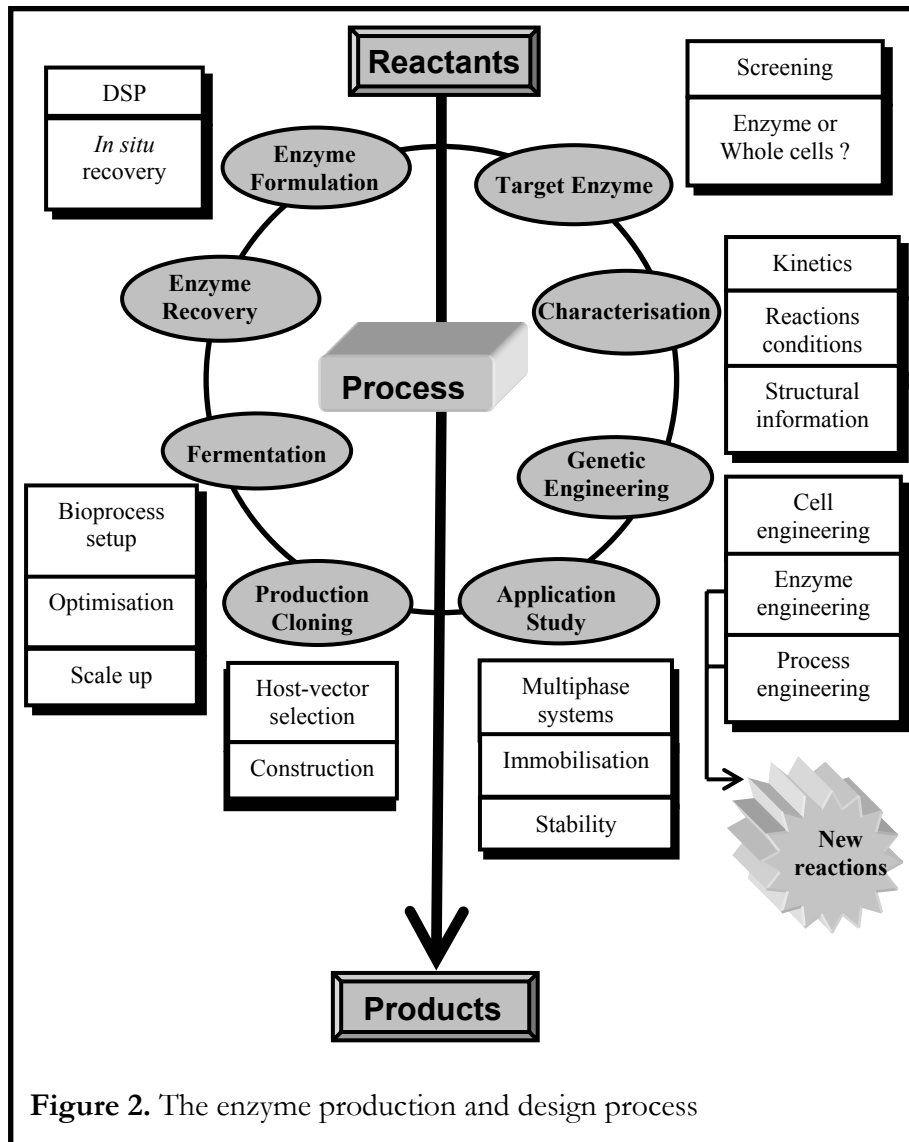 Reactants
DSP
In situ
recovery
Screening
Enzyme or
Whole cells ?
Enzyme
Formulation
Target Enzyme
Enzyme
Recovery
Characterisation
Kinetics
Reactions
conditions
Structural
information
Process
Fermentation
Genetic
Engineering
Bioprocess
setup
Optimisation
Scale up
Cell
engineering
Enzyme
engineering
Process
engineering
Production
Cloning
Application
Study
Host-vector
selection
Construction
Multiphase
systems
Immobilisation
Stability
New
reactions
Products
Figure 2. The enzyme production and design process